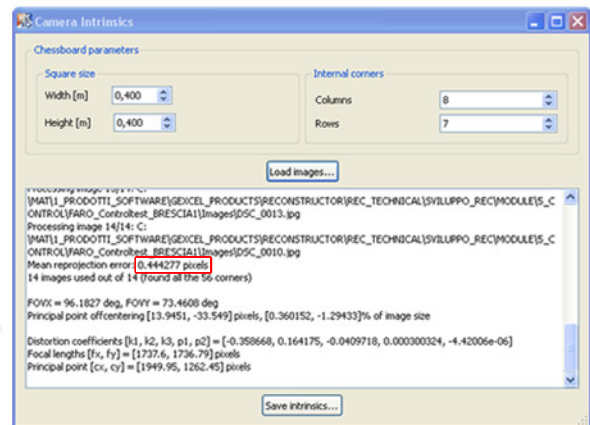 Camera Intrinsics
Chessboard parameters
Square size
Internal corners
Width [m] 0,400
Columns 8
Height [m] 0,400
Rows 7
Load images...
Processing image 13/14: C:
\MAT\1_PRODOTTI_SOFTWARE\GEXCEL_PRODUCTS\RECONSTRUCTOR\REC_TECHNICAL\SVILUPPO_REC\MODULE\S_C
ONTROL\FARO_Controltest_BRESCIA1\Images\DSC_0013.jpg
Processing image 14/14: C:
\MAT\1_PRODOTTI_SOFTWARE\GEXCEL_PRODUCTS\RECONSTRUCTOR\REC_TECHNICAL\SVILUPPO_REC\MODULE\S_C
ONTROL\FARO_Controltest_BRESCIA1\Images\DSC_0010.jpg
Mean reprojection error: 0.444277 pixels
14 images used out of 14 (found all the 56 corners)
FOVX = 96.1827 deg, FOVY = 73.4608 deg
Principal point offcentering [13.9451, -33.549] pixels, [0.360152, -1.29433]% of image size
Distortion coefficients [k1, k2, k3, p1, p2] = [-0.358668, 0.164175, -0.0409718, 0.000300324, -4.42006e-06]
Focal lengths [fx, fy] = [1737.6, 1736.79] pixels
Principal point [cx, cy] = [1949.95, 1262.45] pixels
Save intrinsics...